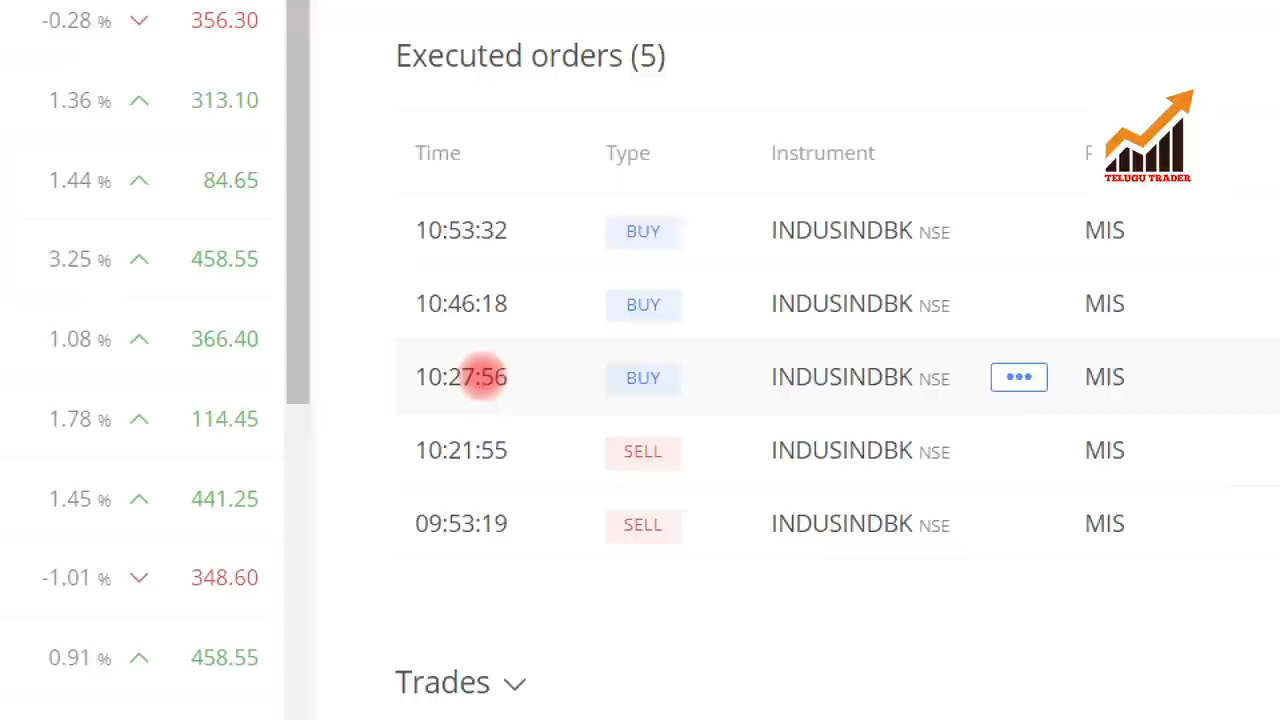 -0.28 % 356.30
1.36 % 313.10
1.44 % 84.65
3.25 % 458.55
1.08 % 366.40
1.78 % 114.45
1.45 % 441.25
-1.01 % 348.60
0.91 % 458.55
Executed orders (5)
Time Type Instrument
TELUGU TRADER
10:53:32 BUY INDUSINDBK NSE MIS
10:46:18 BUY INDUSINDBK NSE MIS
10:27:56 BUY INDUSINDBK NSE ••• MIS
10:21:55 SELL INDUSINDBK NSE MIS
09:53:19 SELL INDUSINDBK NSE MIS
Trades